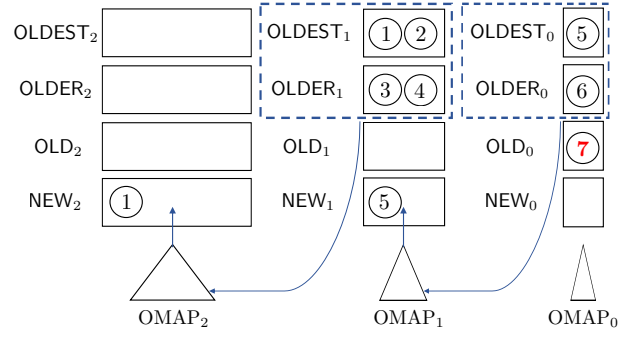 OLDEST₂ OLDEST₁ 1 2 OLDEST₀ 5
OLDER₂ OLDER₁ 3 4 OLDER₀ 6
OLD₂ OLD₁ OLD₀ 7
NEW₂ 1 NEW₁ 5 NEW₀
OMAP₂ OMAP₁ OMAP₀